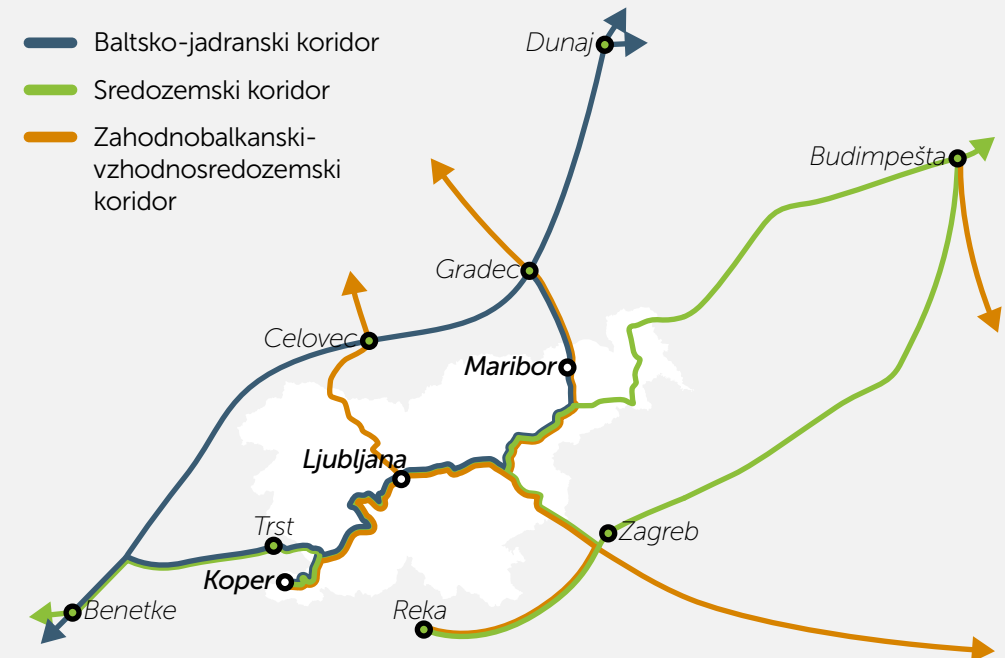 Baltsko-jadranski koridor
Sredozemski koridor
Zahodnobalkanski-
vzhodnosredozemski
koridor
Dunaj
Budimpešta
Gradec
Celovec
Maribor
Ljubljana
Trst
Zagreb
Koper
Benetke
Reka